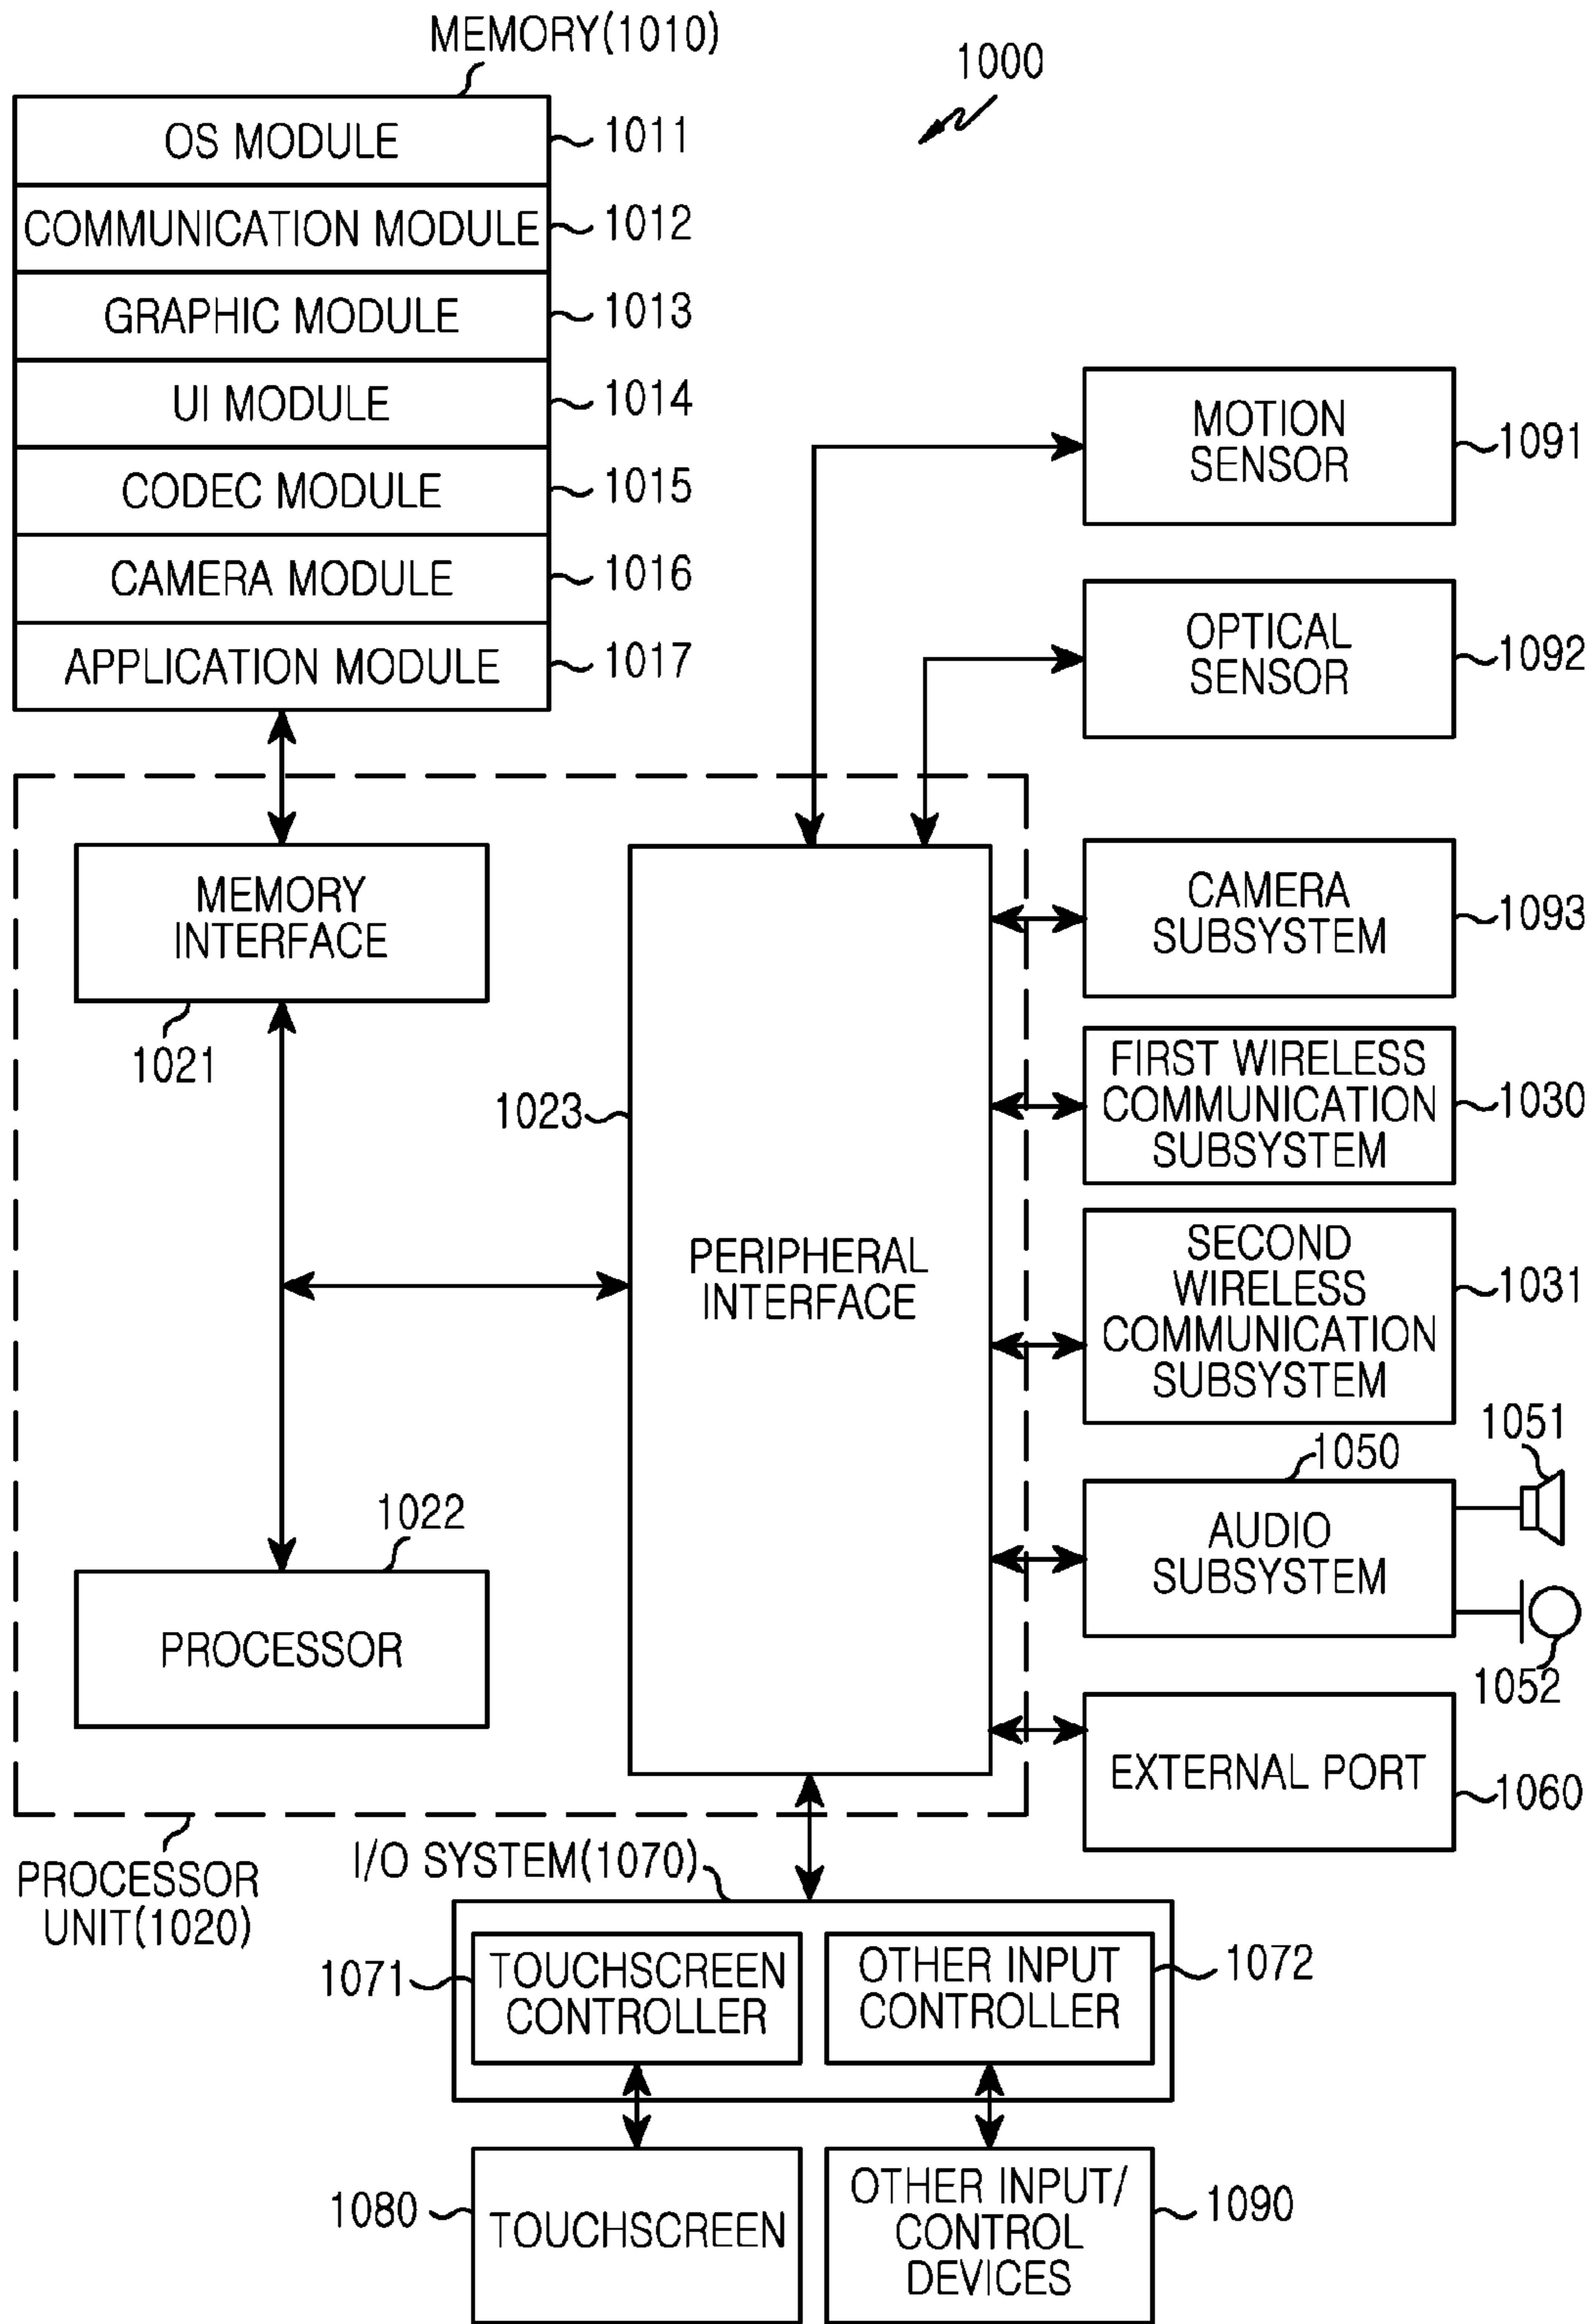 MEMORY(1010)
1000
OS MODULE
1011
COMMUNICATION MODULE
1012
GRAPHIC MODULE
1013
UI MODULE
1014
CODEC MODULE
1015
CAMERA MODULE
1016
APPLICATION MODULE
1017
MOTION
SENSOR
1091
OPTICAL
SENSOR
1092
MEMORY
INTERFACE
1021
CAMERA
SUBSYSTEM
1093
1023
FIRST WIRELESS
COMMUNICATION
SUBSYSTEM
1030
PERIPHERAL
INTERFACE
SECOND
WIRELESS
COMMUNICATION
SUBSYSTEM
1031
1022
PROCESSOR
1050
AUDIO
SUBSYSTEM
1051
1052
EXTERNAL PORT
1060
PROCESSOR
UNIT(1020)
I/O SYSTEM(1070)
1071
TOUCHSCREEN
CONTROLLER
OTHER INPUT
CONTROLLER
1072
1080
TOUCHSCREEN
OTHER INPUT/
CONTROL
DEVICES
1090